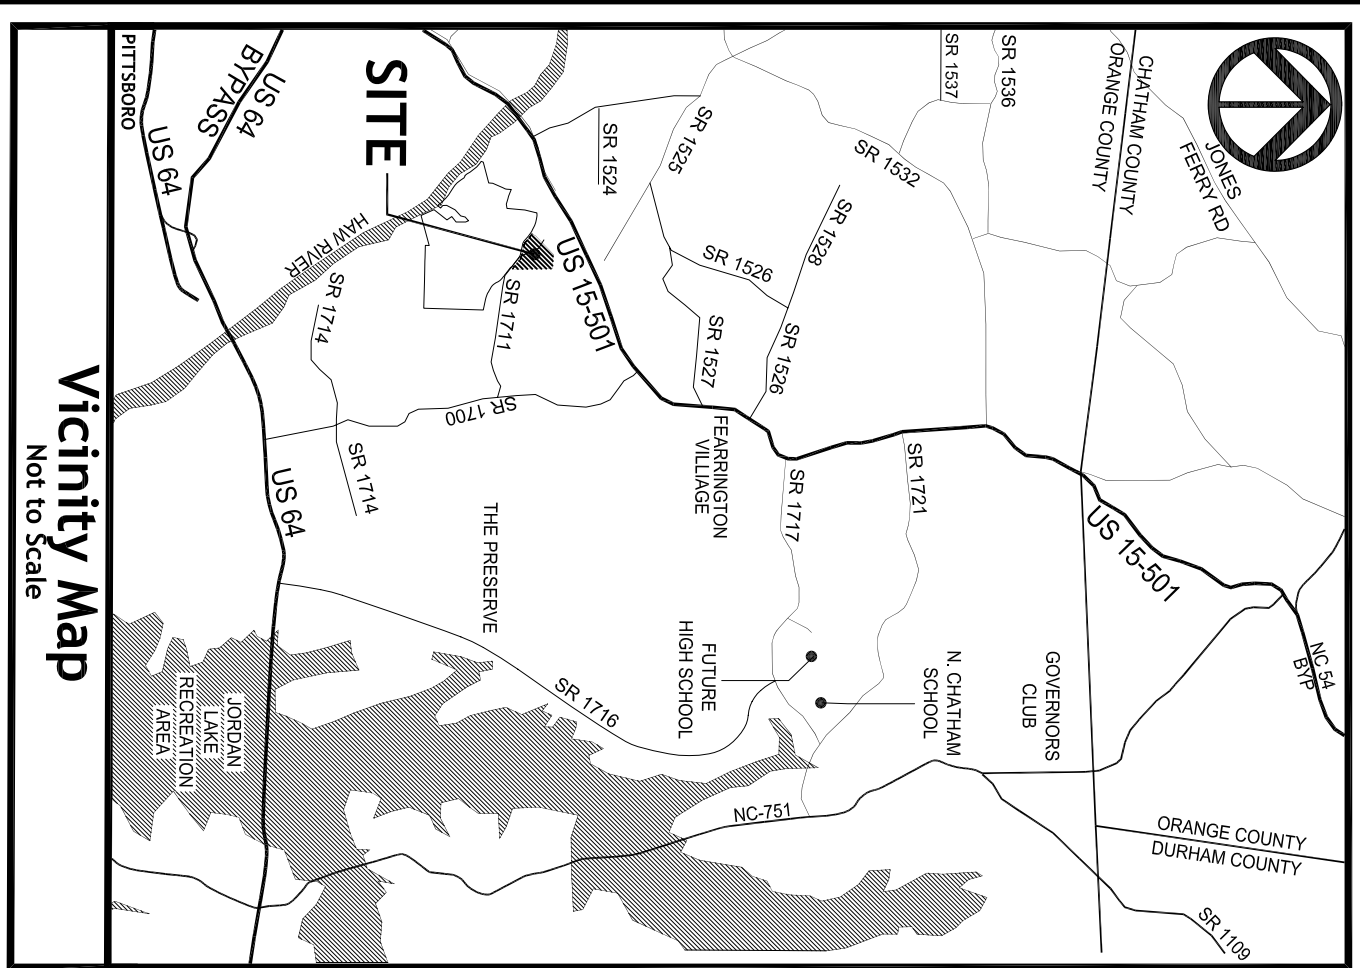 Vicinity Map
Not to Scale
SITE
PITTSBORO
US 64
BYPASS
US 64
HAW RIVER
SR 1714
SR 1711
US 15-501
SR 1524
SR 1525
SR 1537
SR 1536
SR 1532
SR 1528
SR 1526
SR 1527
SR 1526
CHATHAM COUNTY
ORANGE COUNTY
JONES
FERRY RD
SR 1700
SR 1714
US 64
FEARRINGTON
VILLIAGE
SR 1717
SR 1721
US 15-501
THE PRESERVE
FUTURE
HIGH SCHOOL
N. CHATHAM
SCHOOL
GOVERNORS
CLUB
NC 54
BYP
SR 1716
JORDAN
LAKE
RECREATION
AREA
NC-751
ORANGE COUNTY
DURHAM COUNTY
SR 1109